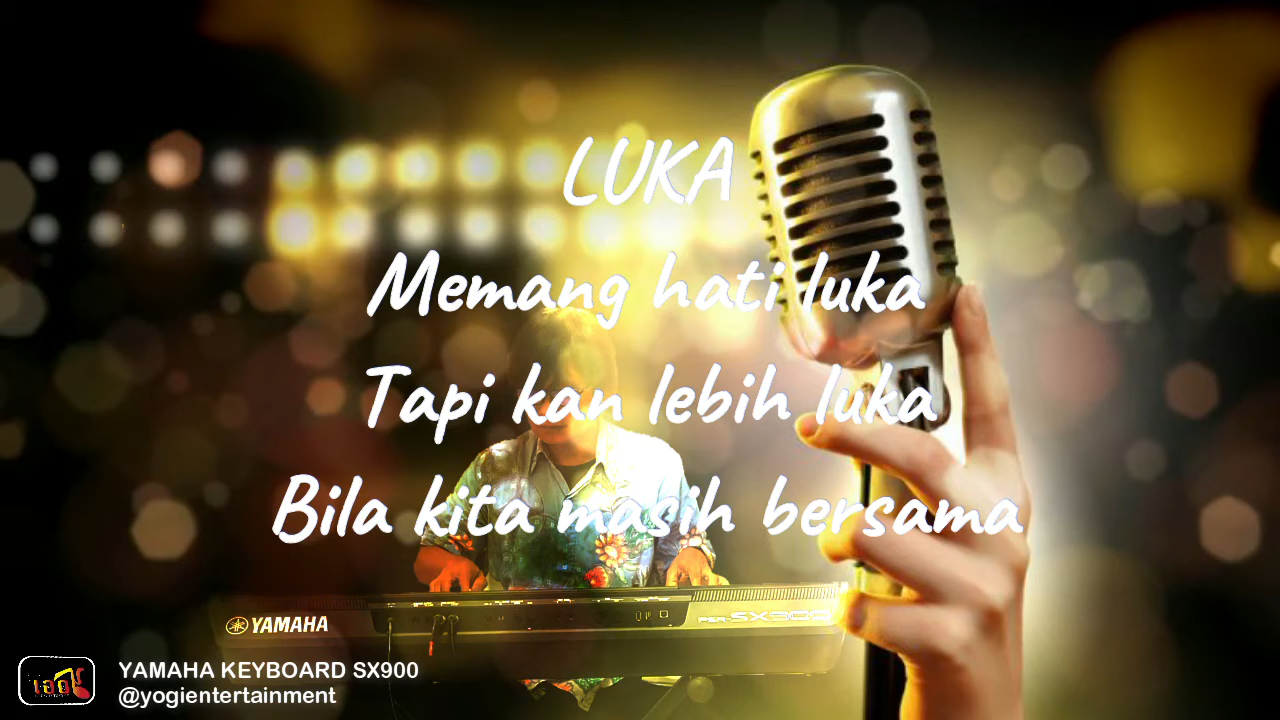 LUKA
Memang hati luka
Tapi kan lebih luka
Bila kita masih bersama
YAMAHA
PSR-SX900
YAMAHA KEYBOARD SX900
@yogientertainment